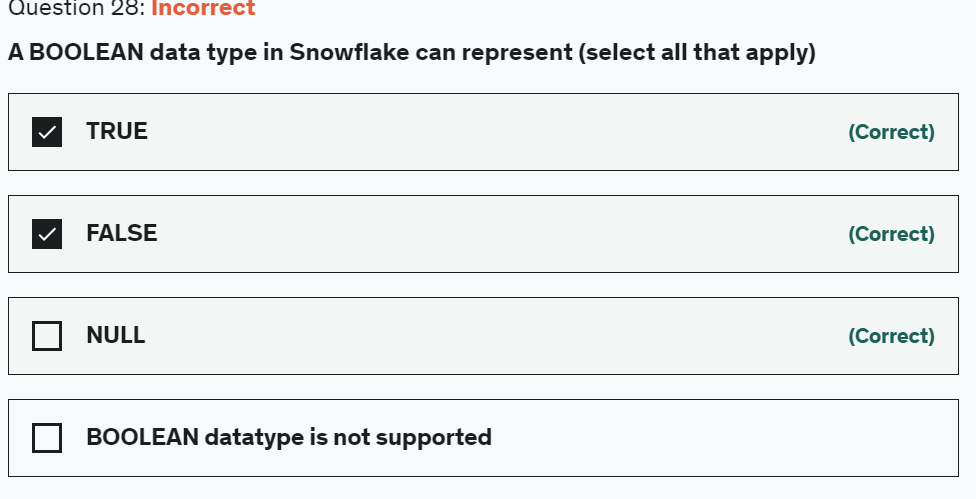 Question 28: Incorrect
A BOOLEAN data type in Snowflake can represent (select all that apply)
TRUE (Correct)
FALSE (Correct)
NULL (Correct)
BOOLEAN datatype is not supported